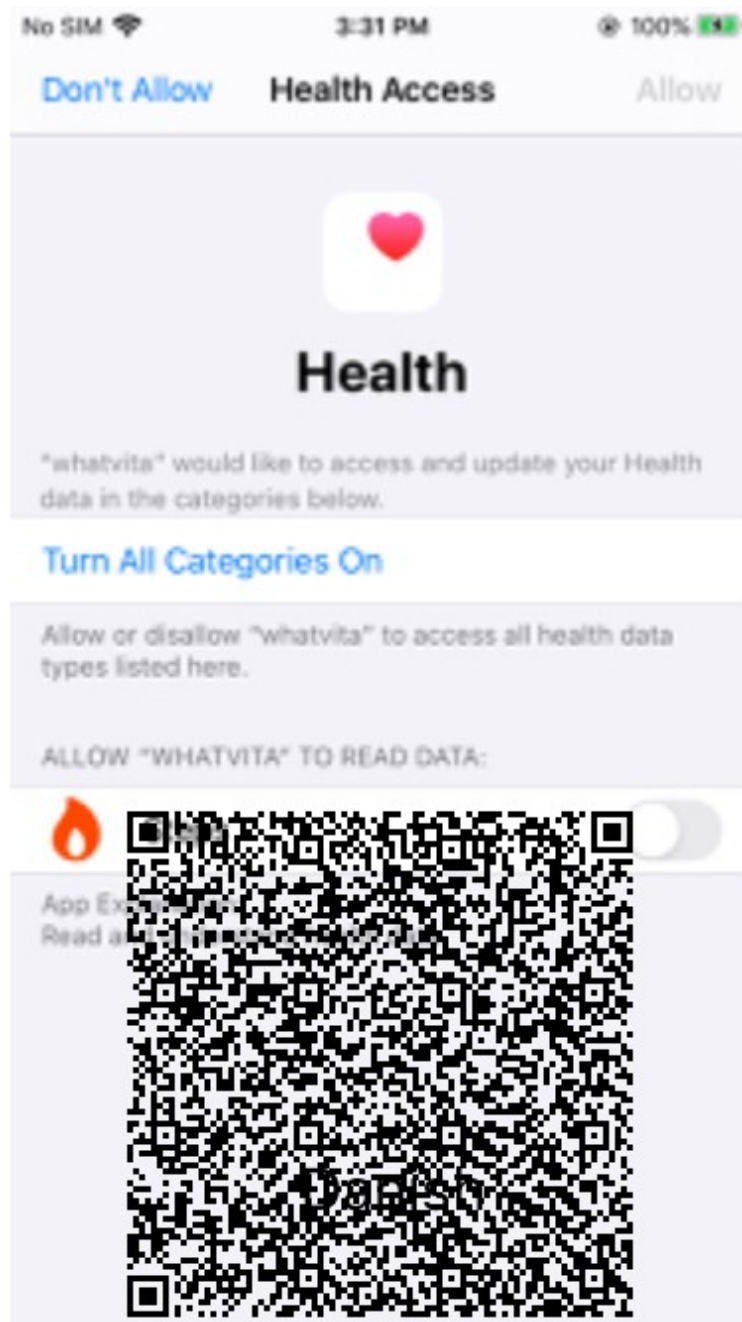 No SIM 3:31 PM 100%
Don't Allow Health Access Allow
Health
"whatvita" would like to access and update your Health
data in the categories below.
Turn All Categories On
Allow or disallow "whatvita" to access all health data
types listed here.
ALLOW "WHATVITA" TO READ DATA:
App
Read and
Danish